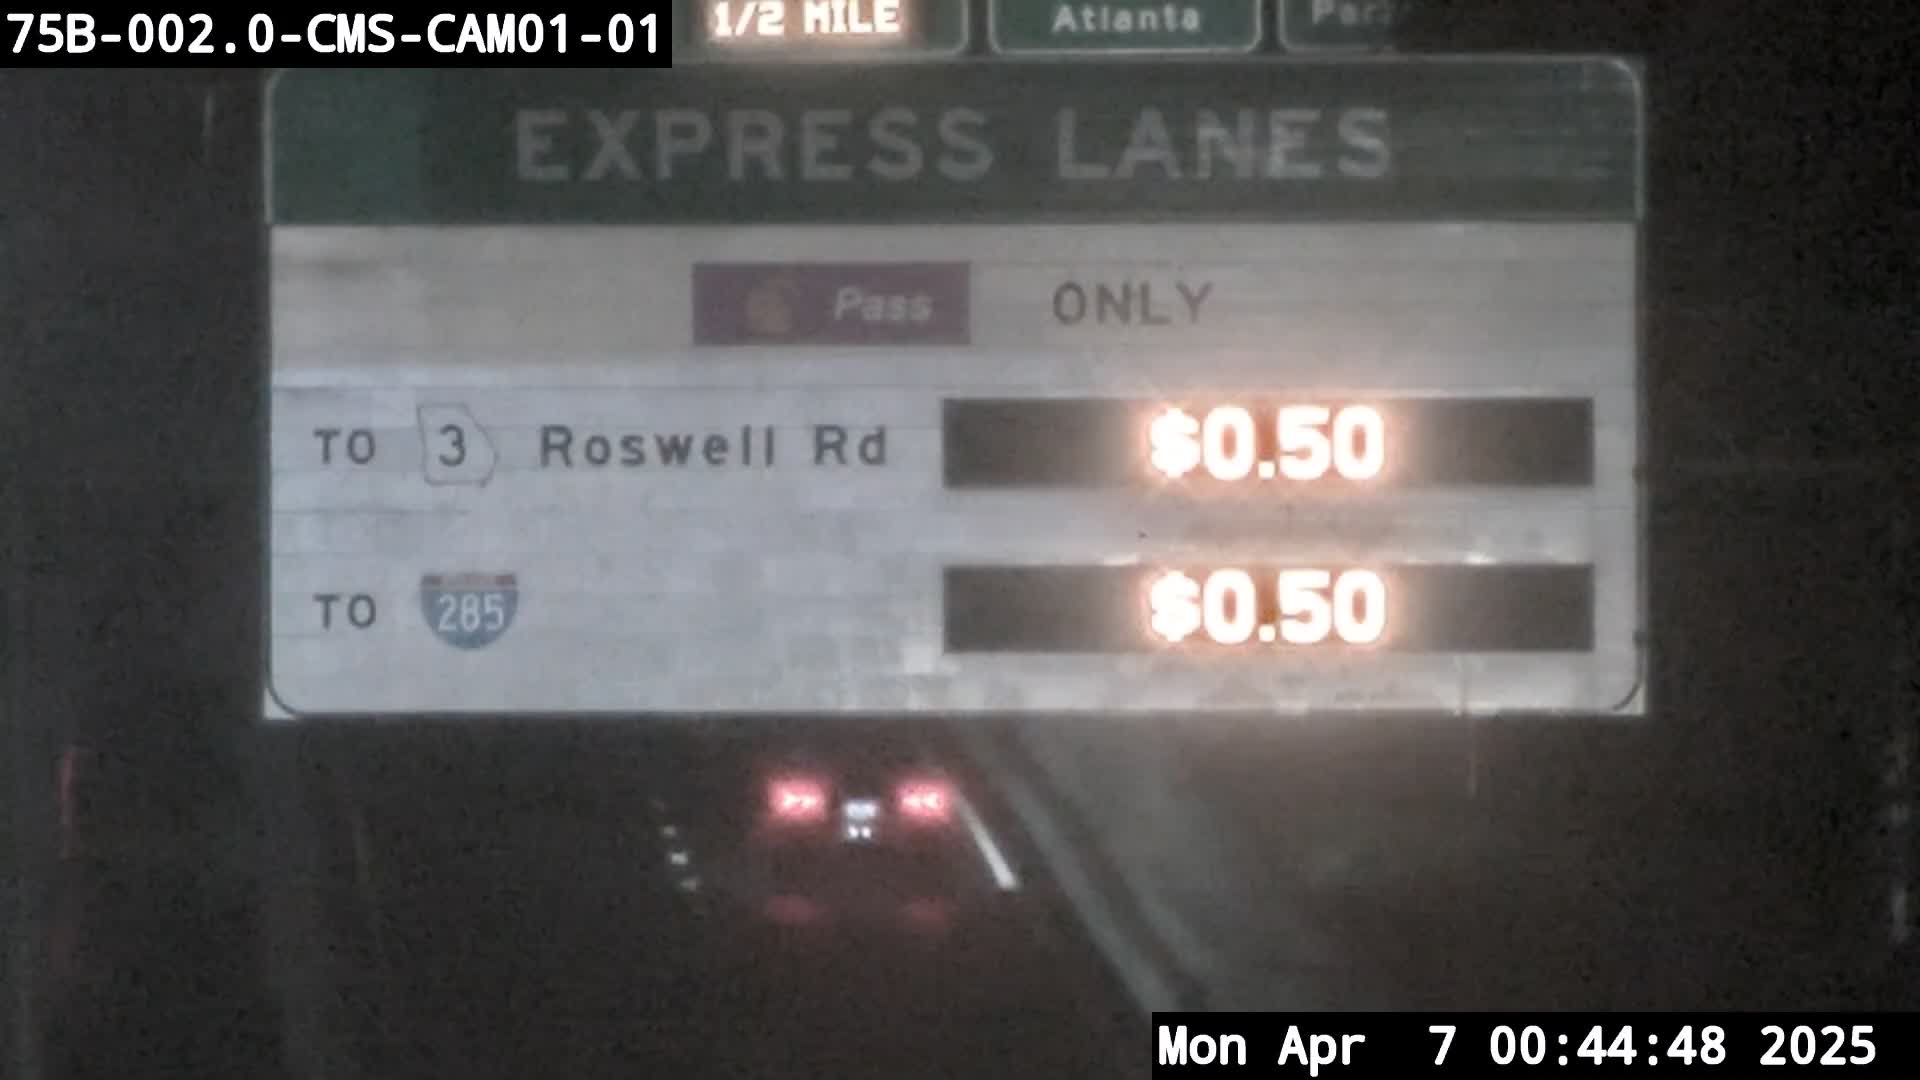 75B-002.0-CMS-CAM01-01
1/2 MILE
Atlanta
EXPRESS LANES
Pass ONLY
TO 3 Roswell Rd $0.50
TO 285 $0.50
Mon Apr 7 00:44:48 2025